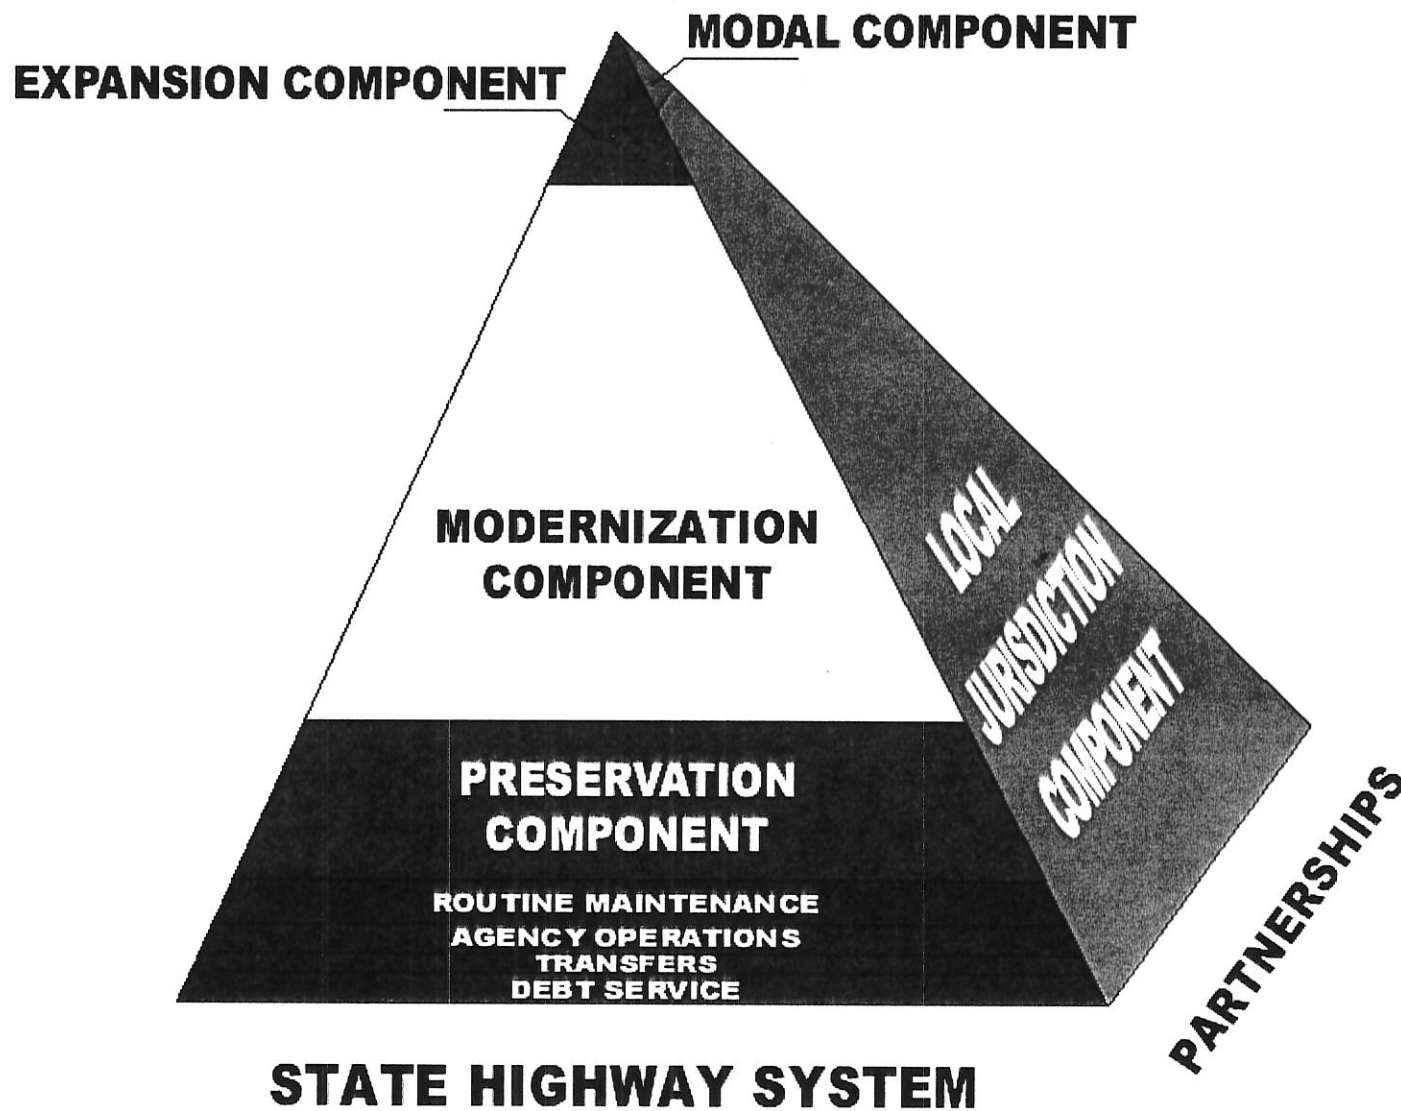 MODAL COMPONENT
EXPANSION COMPONENT
MODERNIZATION
COMPONENT
LOCAL
JURISDICTION
COMPONENT
PRESERVATION
COMPONENT
ROUTINE MAINTENANCE
AGENCY OPERATIONS
TRANSFERS
DEBT SERVICE
PARTNERSHIPS
STATE HIGHWAY SYSTEM